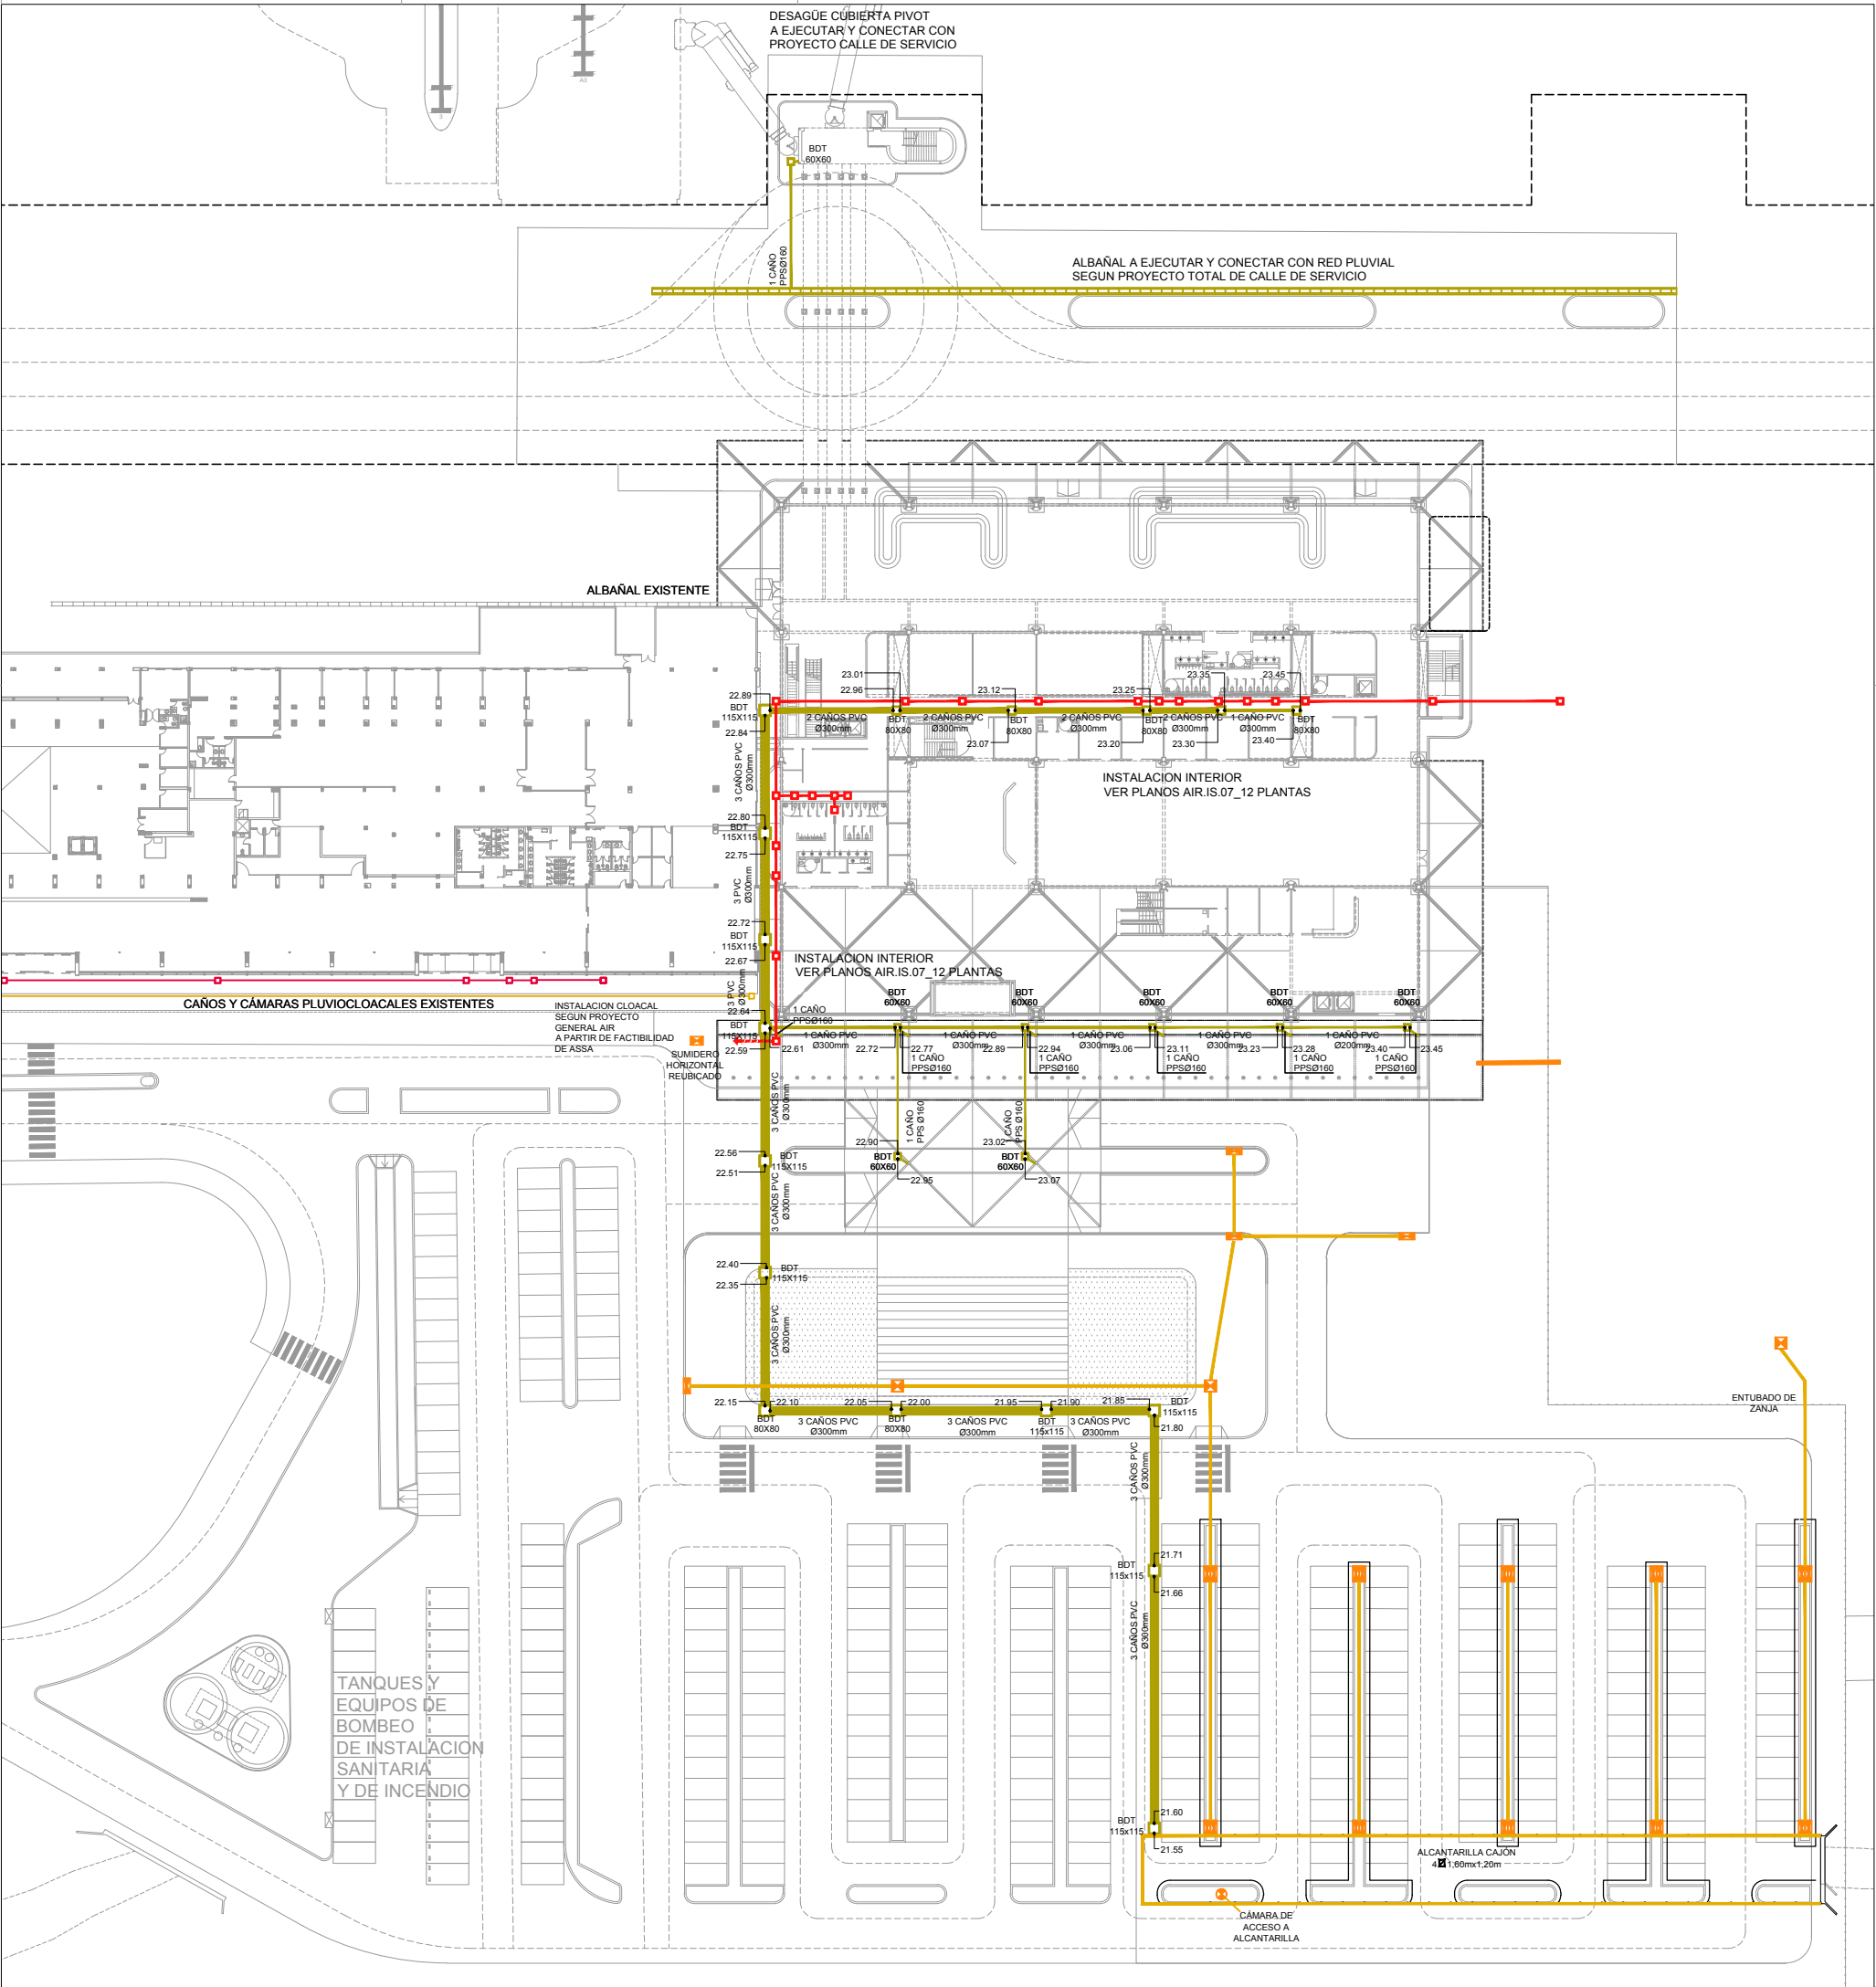 DESAGÜE CUBIERTA PIVOT
A EJECUTAR Y CONECTAR CON
PROYECTO CALLE DE SERVICIO
A3
3
BDT
60X60
1 CAÑO
PPSØ160
ALBAÑAL A EJECUTAR Y CONECTAR CON RED PLUVIAL
SEGUN PROYECTO TOTAL DE CALLE DE SERVICIO
ALBAÑAL EXISTENTE
23.01
22.96
23.12
23.25
23.35
23.45
22.89
BDT
115X115
22.84
2 CAÑOS PVC
Ø300mm
BDT
80X80
2 CAÑOS PVC
Ø300mm
23.07
BDT
80X80
2 CAÑOS PVC
Ø300mm
23.20
BDT
80X80
2 CAÑOS PVC
Ø300mm
23.30
1 CAÑO PVC
Ø300mm
23.40
BDT
80X80
3 CAÑOS PVC
Ø300mm
INSTALACION INTERIOR
VER PLANOS AIR.IS.07_12 PLANTAS
22.80
BDT
115X115
22.75
3 PVC
Ø300mm
22.72
BDT
115X115
22.67
3 PVC
Ø300mm
INSTALACION INTERIOR
VER PLANOS AIR.IS.07_12 PLANTAS
CAÑOS Y CÁMARAS PLUVIOCLOACALES EXISTENTES
INSTALACION CLOACAL
SEGUN PROYECTO
GENERAL AIR
A PARTIR DE FACTIBILIDAD
DE ASSA
SUMIDERO
HORIZONTAL
REUBICADO
22.64
BDT
115X115
22.59
1 CAÑO
PPSØ160
22.61
BDT
60X60
BDT
60X60
BDT
60X60
BDT
60X60
BDT
60X60
1 CAÑO PVC
Ø300mm
22.72
22.77
1 CAÑO
PPSØ160
1 CAÑO PVC
Ø300mm
22.89
22.94
1 CAÑO
PPSØ160
1 CAÑO PVC
Ø300mm
23.06
23.11
1 CAÑO
PPSØ160
1 CAÑO PVC
Ø300mm
23.23
23.28
1 CAÑO
PPSØ160
1 CAÑO PVC
Ø200mm
23.40
23.45
1 CAÑO
PPSØ160
3 CAÑOS PVC
Ø300mm
1 CAÑO
PPS Ø160
1 CAÑO
PPS Ø160
22.56
BDT
115X115
22.51
22.90
BDT
60X60
22.95
23.02
BDT
60X60
23.07
3 CAÑOS PVC
Ø300mm
22.40
BDT
115X115
22.35
3 CAÑOS PVC
Ø300mm
22.15
22.10
BDT
80X80
3 CAÑOS PVC
Ø300mm
22.05
22.00
BDT
80X80
3 CAÑOS PVC
Ø300mm
21.95
21.90
BDT
115x115
3 CAÑOS PVC
Ø300mm
21.85
BDT
115x115
21.80
ENTUBADO DE
ZANJA
3 CAÑOS PVC
Ø300mm
21.71
BDT
115x115
21.66
3 CAÑOS PVC
Ø300mm
TANQUES Y
EQUIPOS DE
BOMBEO
DE INSTALACION
SANITARIA
Y DE INCENDIO
21.60
BDT
115x115
21.55
ALCANTARILLA CAJÓN
1,60mx1,20m
CÁMARA DE
ACCESO A
ALCANTARILLA